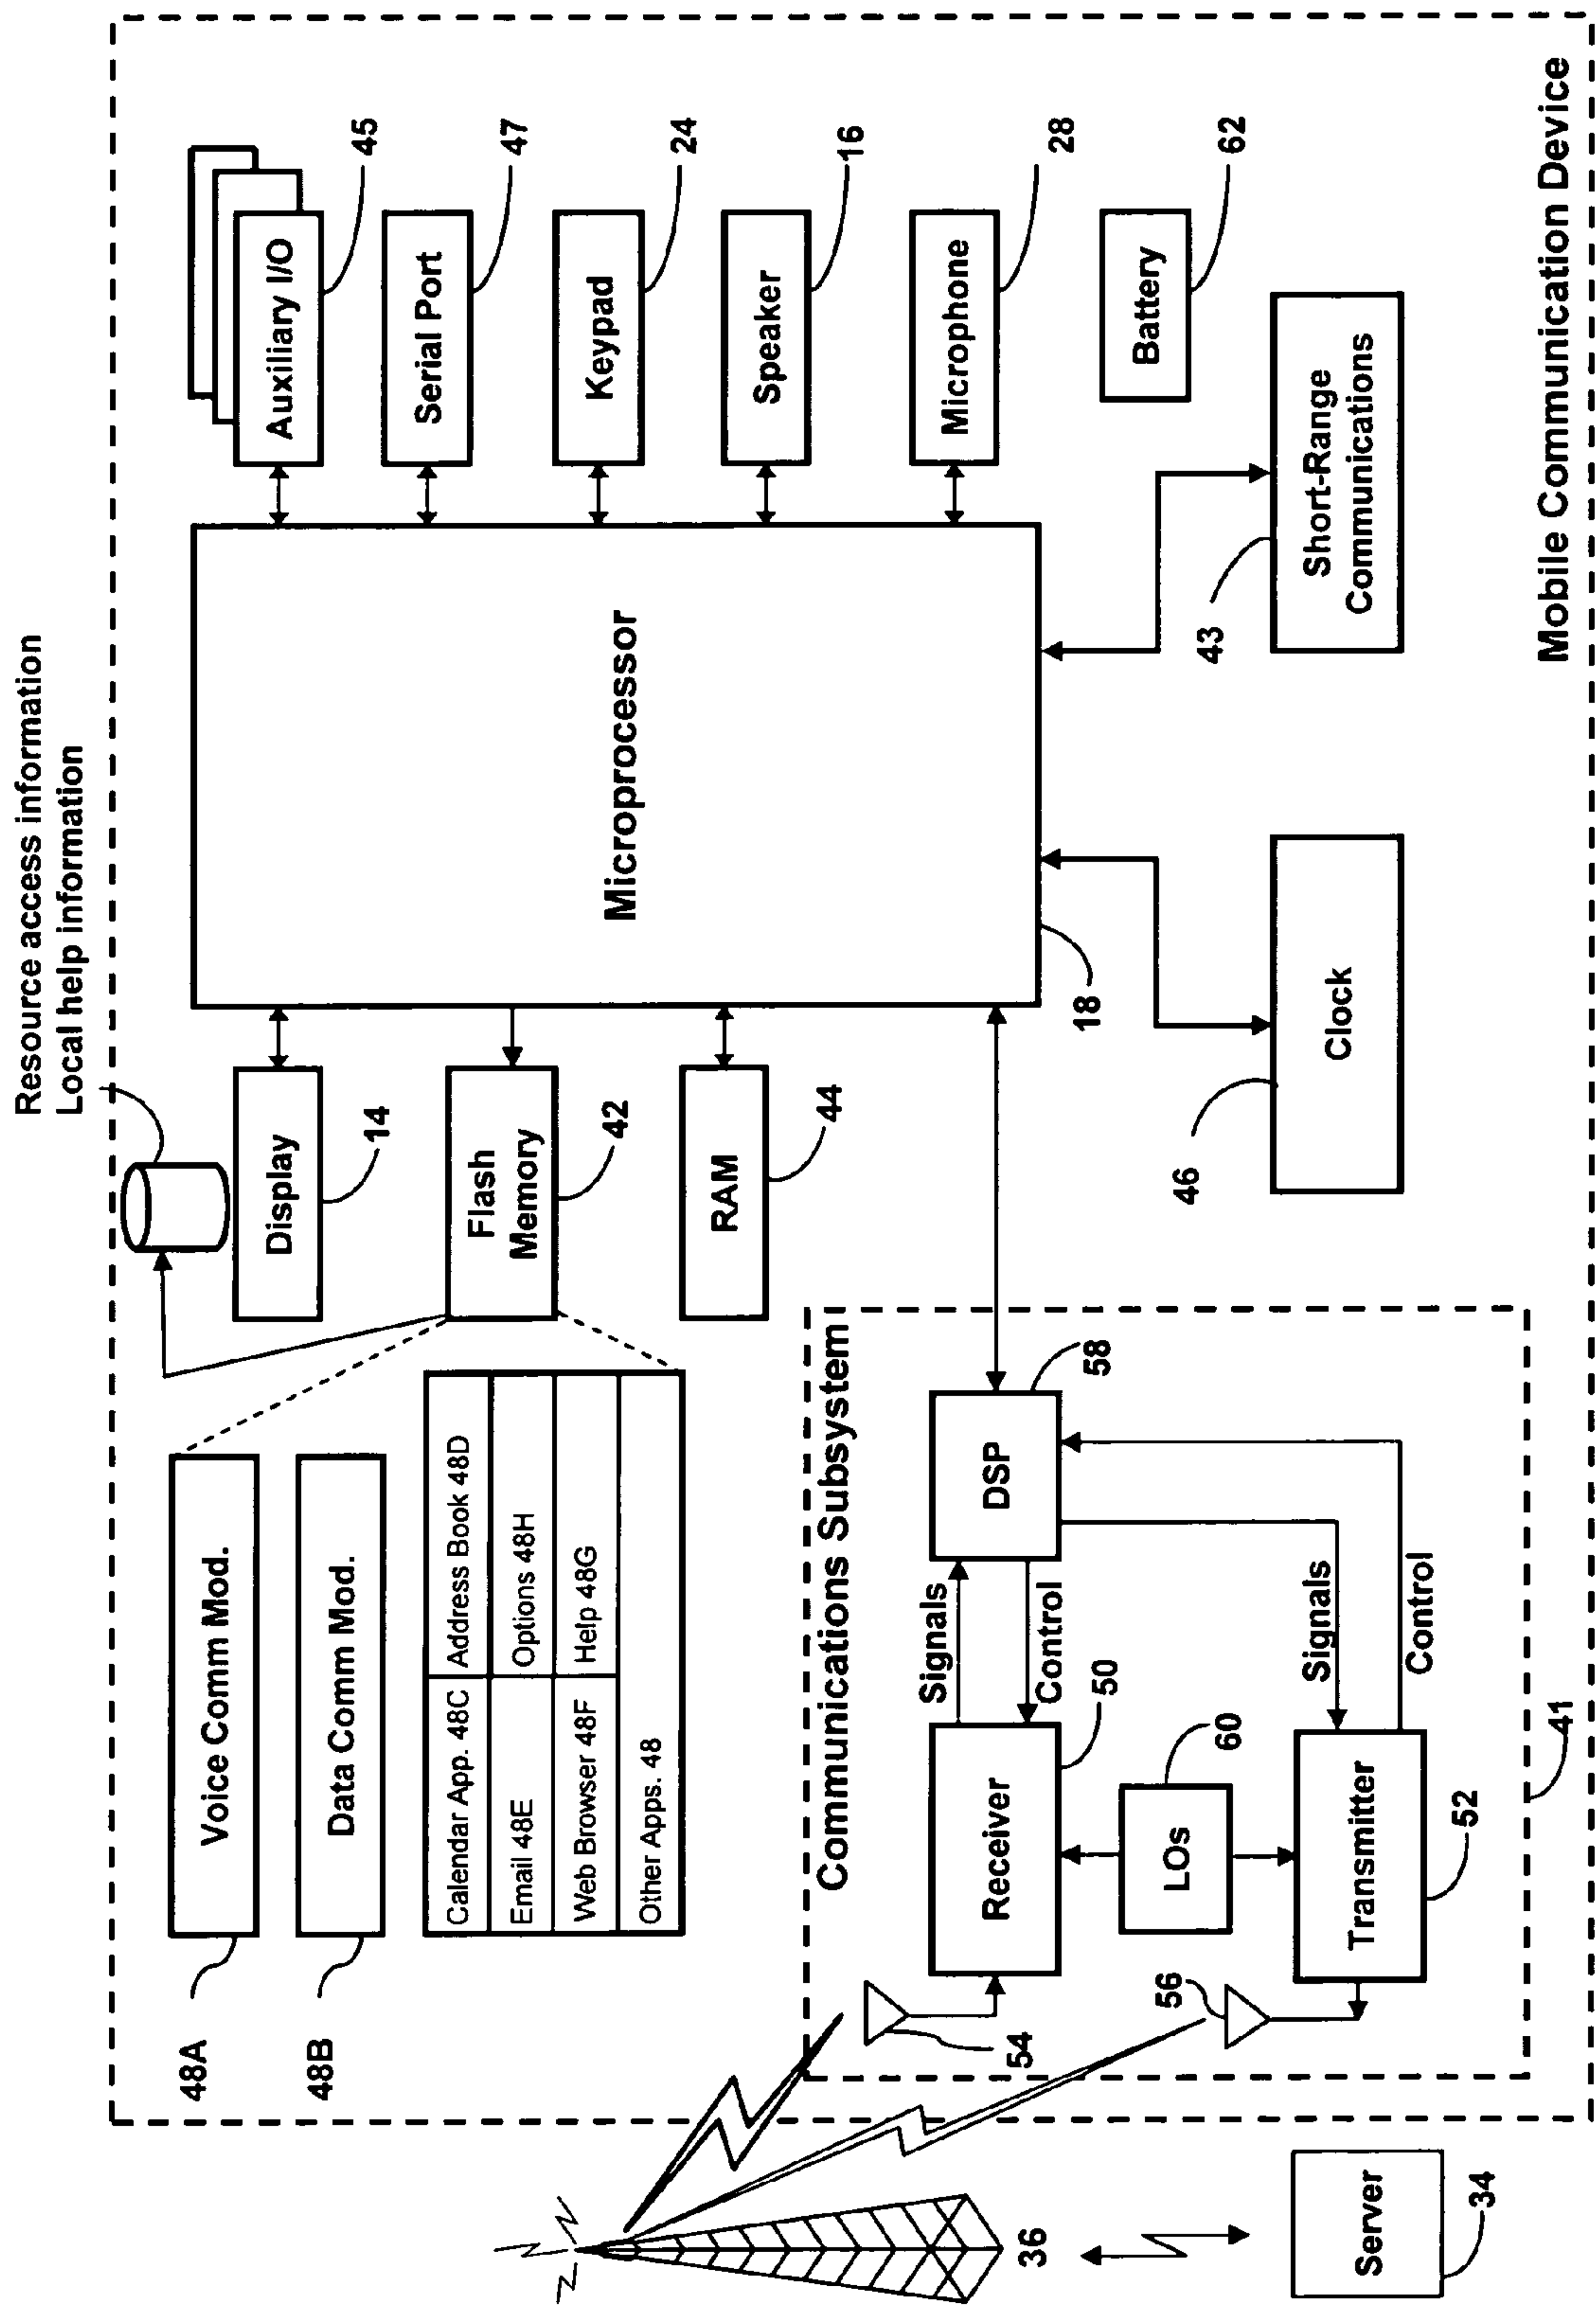 Resource access information
Local help information
48A
Voice Comm Mod.
48B
Data Comm Mod.
Calendar App. 48C
Address Book 48D
Email 48E
Options 48H
Web Browser 48F
Help 48G
Other Apps. 48
Display
14
Flash
Memory
42
RAM
44
Microprocessor
18
Auxiliary I/O
45
Serial Port
47
Keypad
24
Speaker
16
Microphone
28
Battery
62
Communications Subsystem
54
Receiver
50
Signals
Control
DSP
58
LOs
60
56
Transmitter
52
Signals
Control
41
Clock
46
Short-Range
Communications
43
36
Server
34
Mobile Communication Device